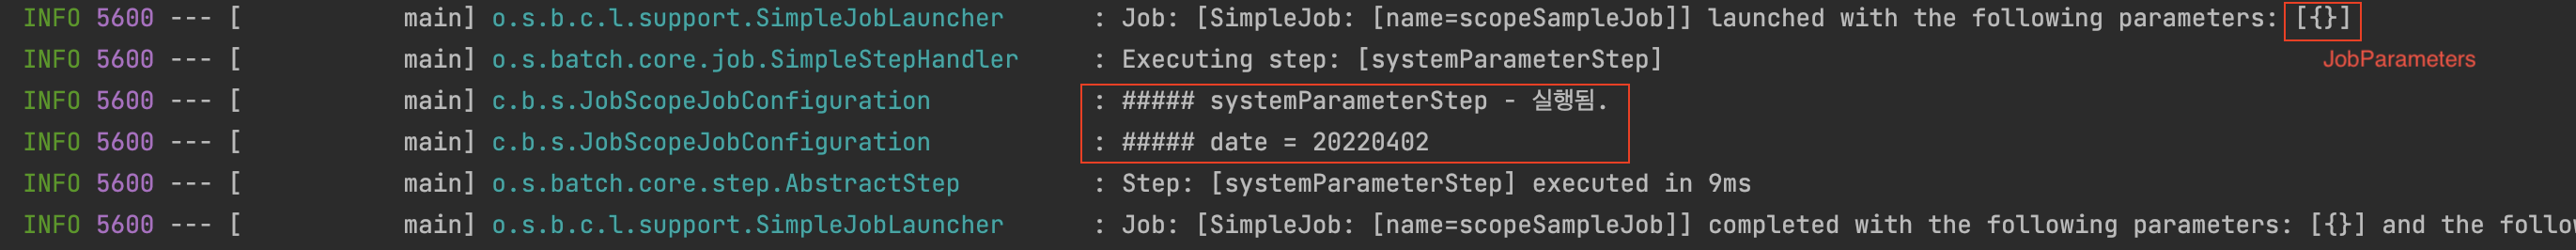 INFO 5600 --- [           main] o.s.b.c.l.support.SimpleJobLauncher      : Job: [SimpleJob: [name=scopeSampleJob]] launched with the following parameters: [{}]
INFO 5600 --- [           main] o.s.batch.core.job.SimpleStepHandler     : Executing step: [systemParameterStep]
JobParameters
INFO 5600 --- [           main] c.b.s.JobScopeJobConfiguration           : ##### systemParameterStep - 실행됨.
INFO 5600 --- [           main] c.b.s.JobScopeJobConfiguration           : ##### date = 20220402
INFO 5600 --- [           main] o.s.batch.core.step.AbstractStep         : Step: [systemParameterStep] executed in 9ms
INFO 5600 --- [           main] o.s.b.c.l.support.SimpleJobLauncher      : Job: [SimpleJob: [name=scopeSampleJob]] completed with the following parameters: [{}] and the follo